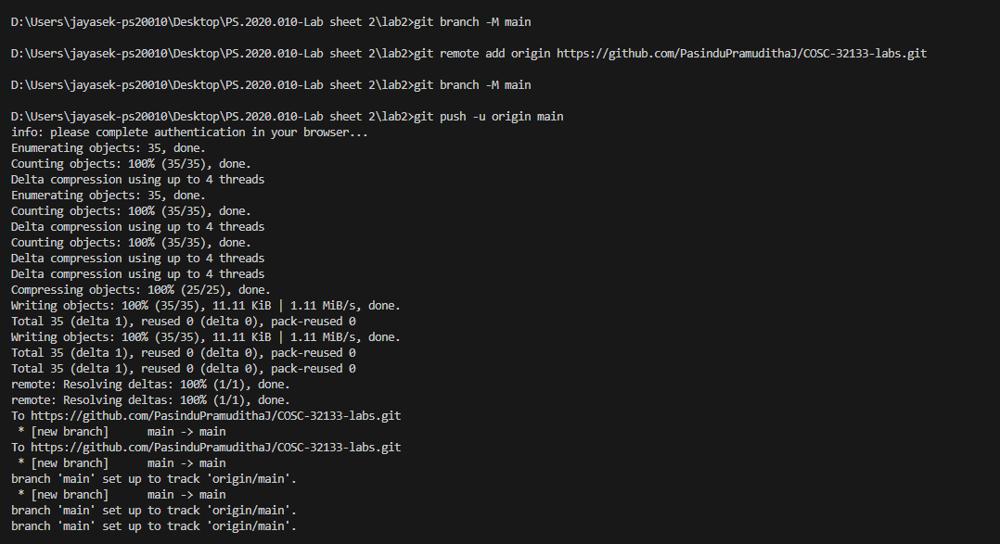 D:\Users\jayasek-ps20010\Desktop\PS.2020.010-Lab sheet 2\lab2>git branch -M main
D:\Users\jayasek-ps20010\Desktop\PS.2020.010-Lab sheet 2\lab2>git remote add origin https://github.com/PasinduPramudithaJ/COSC-32133-labs.git
D:\Users\jayasek-ps20010\Desktop\PS.2020.010-Lab sheet 2\lab2>git branch -M main
D:\Users\jayasek-ps20010\Desktop\PS.2020.010-Lab sheet 2\lab2>git push -u origin main
info: please complete authentication in your browser...
Enumerating objects: 35, done.
Counting objects: 100% (35/35), done.
Delta compression using up to 4 threads
Enumerating objects: 35, done.
Counting objects: 100% (35/35), done.
Delta compression using up to 4 threads
Counting objects: 100% (35/35), done.
Delta compression using up to 4 threads
Delta compression using up to 4 threads
Compressing objects: 100% (25/25), done.
Writing objects: 100% (35/35), 11.11 KiB | 1.11 MiB/s, done.
Total 35 (delta 1), reused 0 (delta 0), pack-reused 0
Writing objects: 100% (35/35), 11.11 KiB | 1.11 MiB/s, done.
Total 35 (delta 1), reused 0 (delta 0), pack-reused 0
Total 35 (delta 1), reused 0 (delta 0), pack-reused 0
remote: Resolving deltas: 100% (1/1), done.
remote: Resolving deltas: 100% (1/1), done.
To https://github.com/PasinduPramudithaJ/COSC-32133-labs.git
 * [new branch]      main -> main
To https://github.com/PasinduPramudithaJ/COSC-32133-labs.git
 * [new branch]      main -> main
branch 'main' set up to track 'origin/main'.
 * [new branch]      main -> main
branch 'main' set up to track 'origin/main'.
branch 'main' set up to track 'origin/main'.